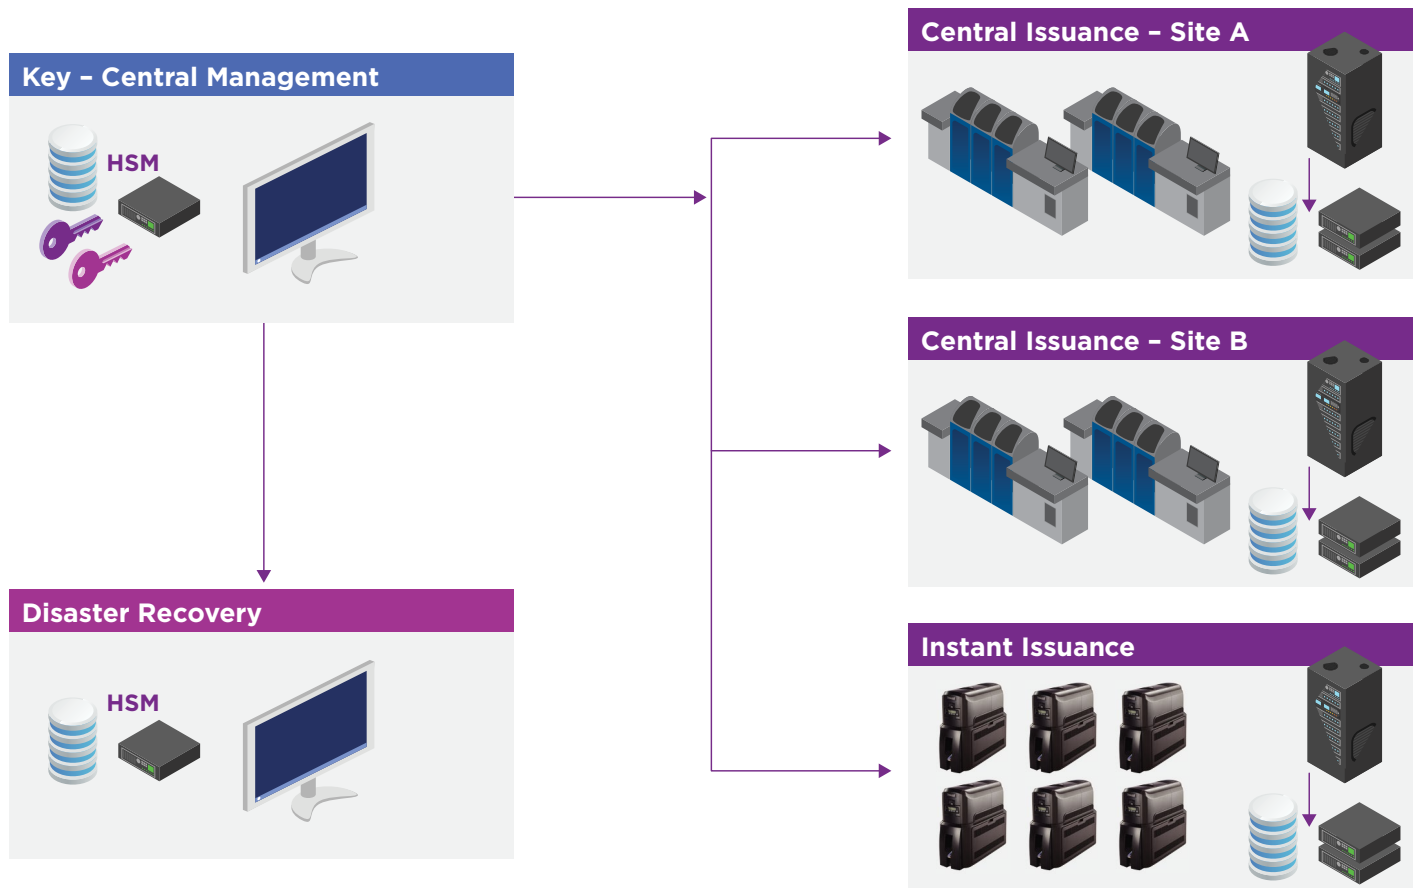 Key – Central Management
HSM
Disaster Recovery
HSM
Central Issuance – Site A
Central Issuance – Site B
Instant Issuance